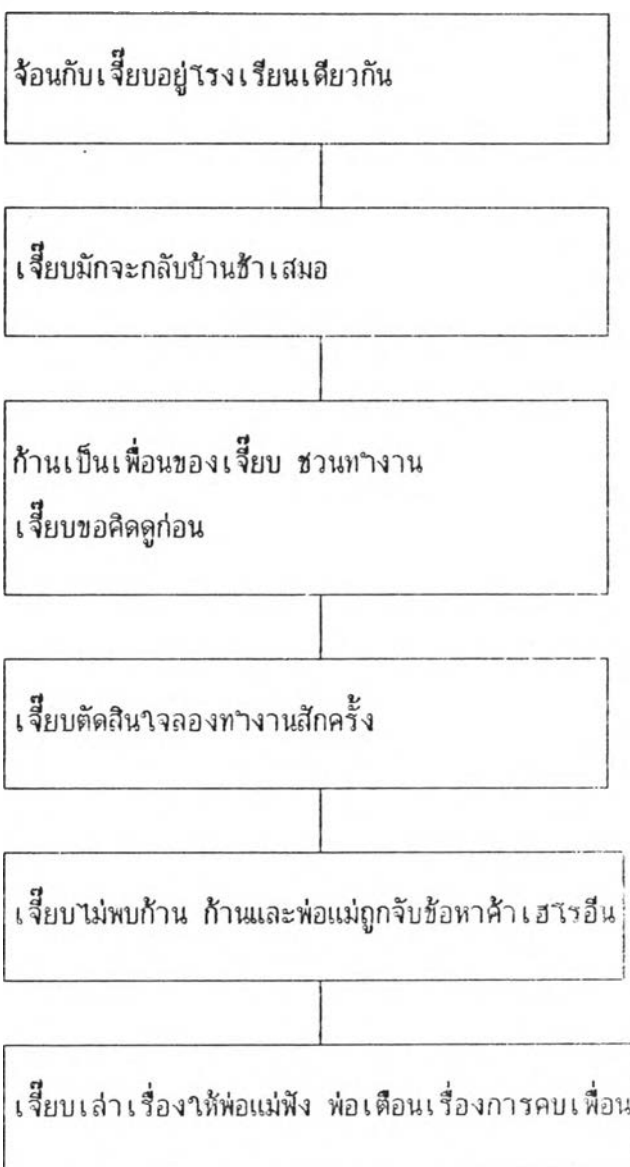 จ้อนกับเจี๊ยบอยู่โรงเรียนเดียวกัน
เจี๊ยบมักจะกลับบ้านช้าเสมอ
ก้านเป็นเพื่อนของเจี๊ยบ ชวนทำงาน
เจี๊ยบขอคิดดูก่อน
เจี๊ยบตัดสินใจลองทำงานสักครั้ง
เจี๊ยบไม่พบก้าน ก้านและพ่อแม่ถูกจับข้อหาค้าเฮโรอีน
เจี๊ยบเล่าเรื่องให้พ่อแม่ฟัง พ่อเตือนเรื่องการคบเพื่อน